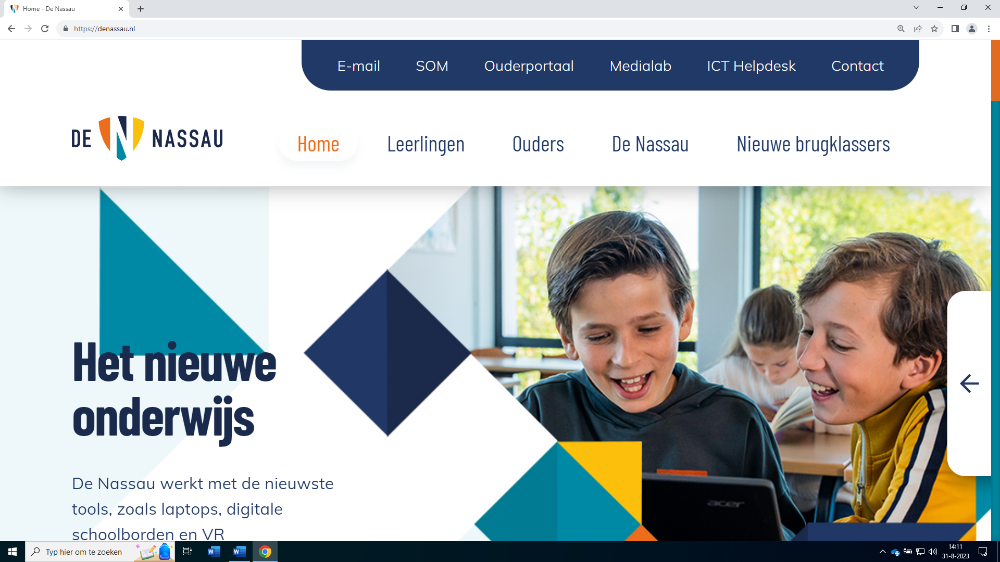 Home - De Nassau
https://denassau.nl
E-mail SOM Ouderportaal Medialab ICT Helpdesk Contact
DE NASSAU
Home Leerlingen Ouders De Nassau Nieuwe brugklassers
Het nieuwe
onderwijs
De Nassau werkt met de nieuwste
tools, zoals laptops, digitale
schoolborden en VR
acer
Typ hier om te zoeken
14:11
31-8-2023